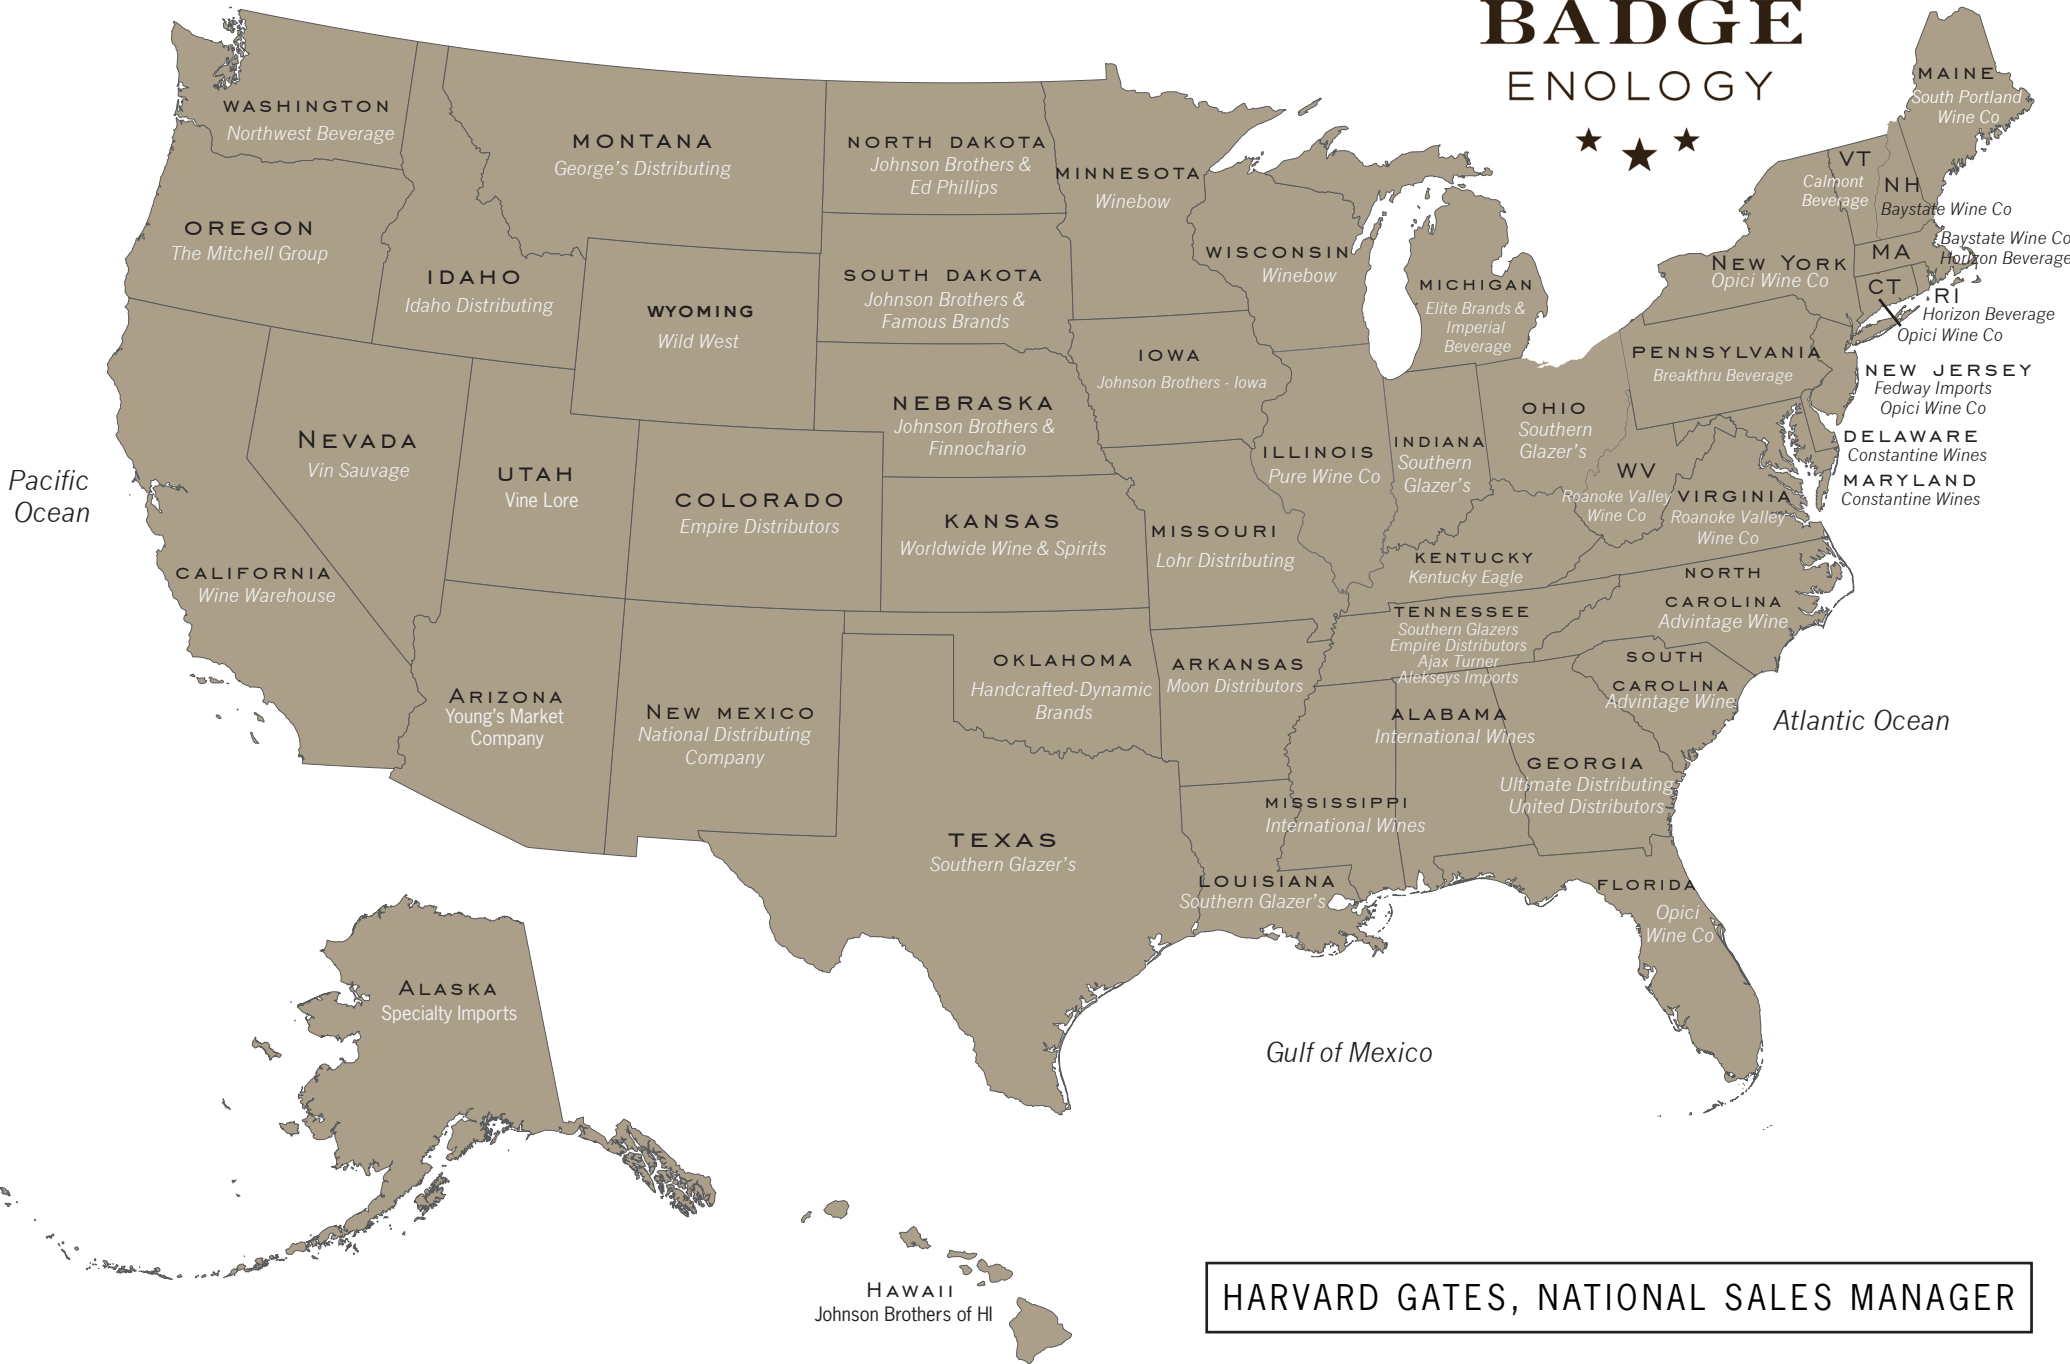 BADGE
ENOLOGY
WASHINGTON
Northwest Beverage
OREGON
The Mitchell Group
IDAHO
Idaho Distributing
MONTANA
George's Distributing
WYOMING
Wild West
NORTH DAKOTA
Johnson Brothers &
Ed Phillips
SOUTH DAKOTA
Johnson Brothers &
Famous Brands
NEBRASKA
Johnson Brothers &
Finnochario
KANSAS
Worldwide Wine & Spirits
MINNESOTA
Winebow
WISCONSIN
Winebow
IOWA
Johnson Brothers - Iowa
MICHIGAN
Elite Brands &
Imperial
Beverage
ILLINOIS
Pure Wine Co
INDIANA
Southern
Glazer's
OHIO
Southern
Glazer's
MISSOURI
Lohr Distributing
KENTUCKY
Kentucky Eagle
WV
Roanoke Valley
Wine Co
VIRGINIA
Roanoke Valley
Wine Co
PENNSYLVANIA
Breakthru Beverage
NEW YORK
Opici Wine Co
MAINE
South Portland
Wine Co
VT
Calmont
Beverage
NH
Baystate Wine Co
MA
Baystate Wine Co
Horizon Beverage
CT
RI
Horizon Beverage
Opici Wine Co
NEW JERSEY
Fedway Imports
Opici Wine Co
DELAWARE
Constantine Wines
MARYLAND
Constantine Wines
NEVADA
Vin Sauvage
UTAH
Vine Lore
COLORADO
Empire Distributors
CALIFORNIA
Wine Warehouse
ARIZONA
Young's Market
Company
NEW MEXICO
National Distributing
Company
OKLAHOMA
Handcrafted-Dynamic
Brands
ARKANSAS
Moon Distributors
TENNESSEE
Southern Glazers
Empire Distributors
Ajax Turner
Alekseys Imports
NORTH
CAROLINA
Advintage Wine
SOUTH
CAROLINA
Advintage Wine
ALABAMA
International Wines
GEORGIA
Ultimate Distributing
United Distributors
MISSISSIPPI
International Wines
TEXAS
Southern Glazer's
LOUISIANA
Southern Glazer's
FLORIDA
Opici
Wine Co
Pacific
Ocean
Atlantic Ocean
Gulf of Mexico
ALASKA
Specialty Imports
HAWAII
Johnson Brothers of HI
HARVARD GATES, NATIONAL SALES MANAGER